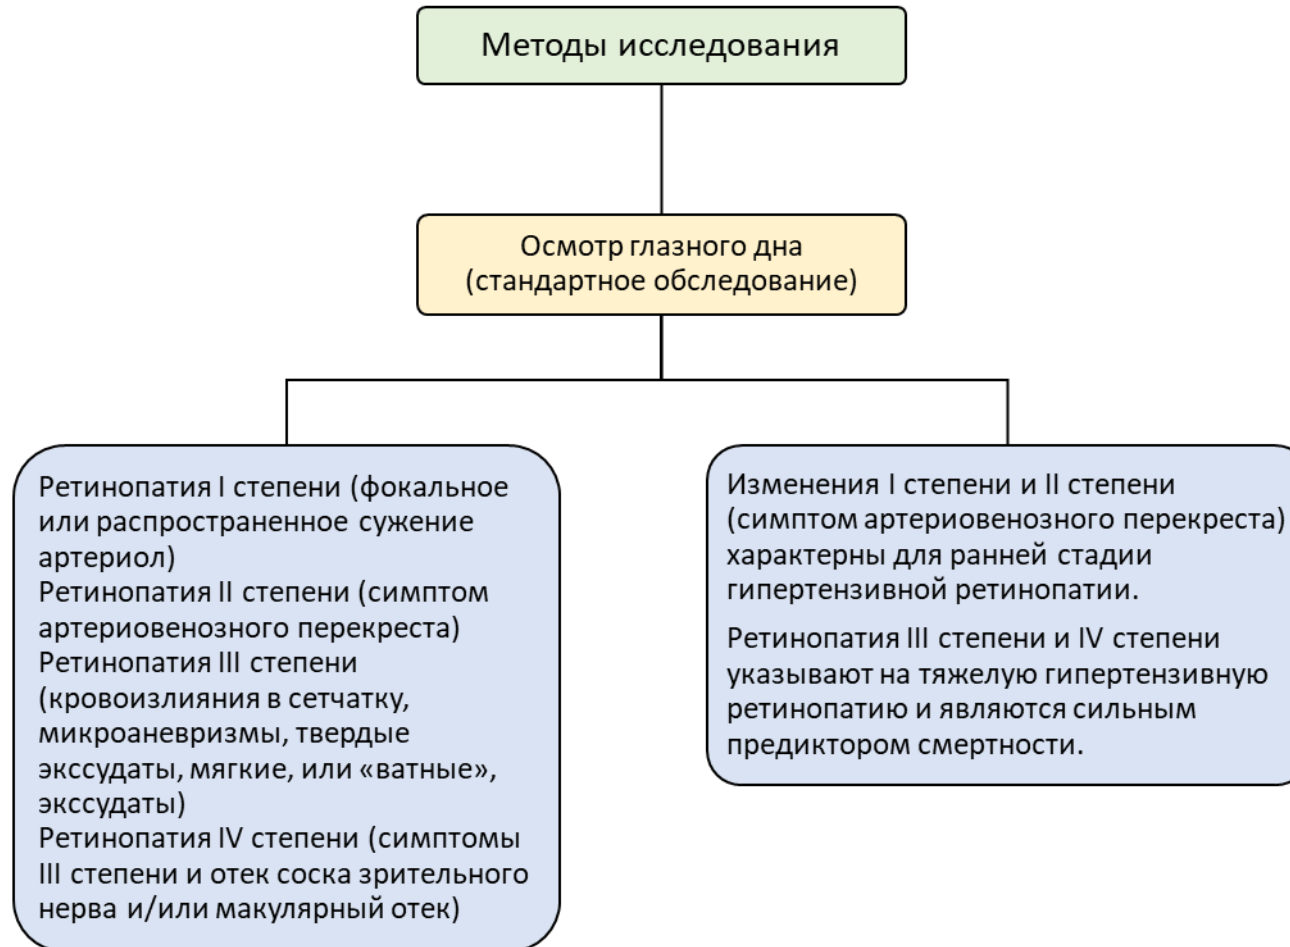 Методы исследования
Осмотр глазного дна
(стандартное обследование)
Ретинопатия I степени (фокальное
или распространенное сужение
артериол)
Ретинопатия II степени (симптом
артериовенозного перекреста)
Ретинопатия III степени
(кровоизлияния в сетчатку,
микроаневризмы, твердые
экссудаты, мягкие, или «ватные»,
экссудаты)
Ретинопатия IV степени (симптомы
III степени и отек соска зрительного
нерва и/или макулярный отек)
Изменения I степени и II степени
(симптом артериовенозного перекреста)
характерны для ранней стадии
гипертензивной ретинопатии.
Ретинопатия III степени и IV степени
указывают на тяжелую гипертензивную
ретинопатию и являются сильным
предиктором смертности.